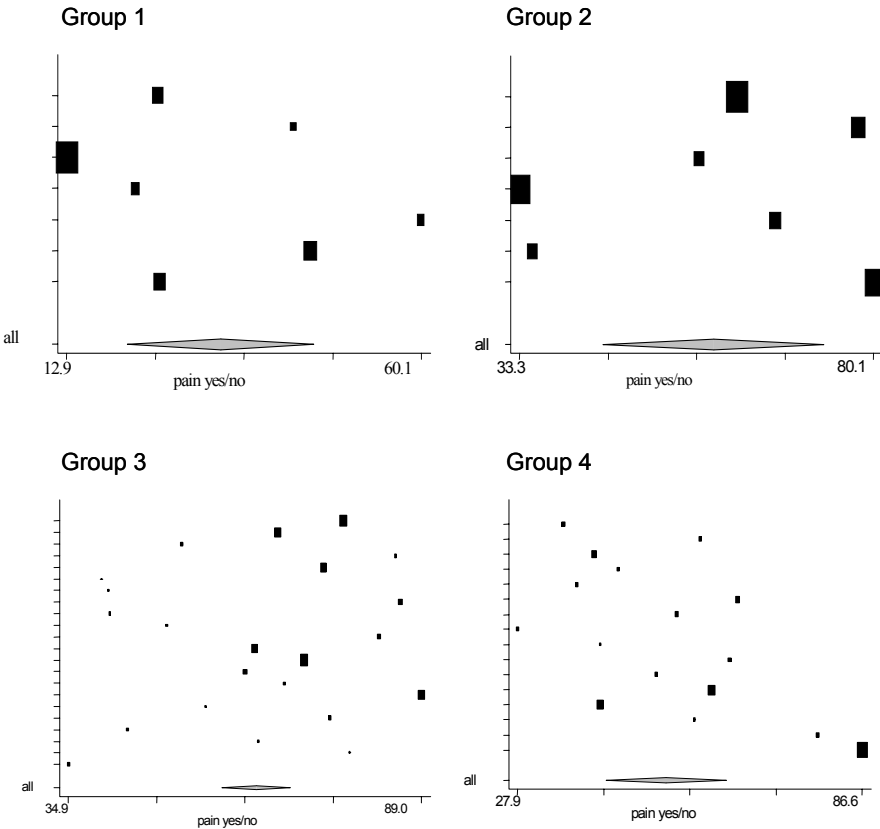 Group 1
Group 2
all
all
12.9
60.1
33.3
80.1
pain yes/no
pain yes/no
Group 3
Group 4
all
all
34.9
89.0
27.9
86.6
pain yes/no
pain yes/no